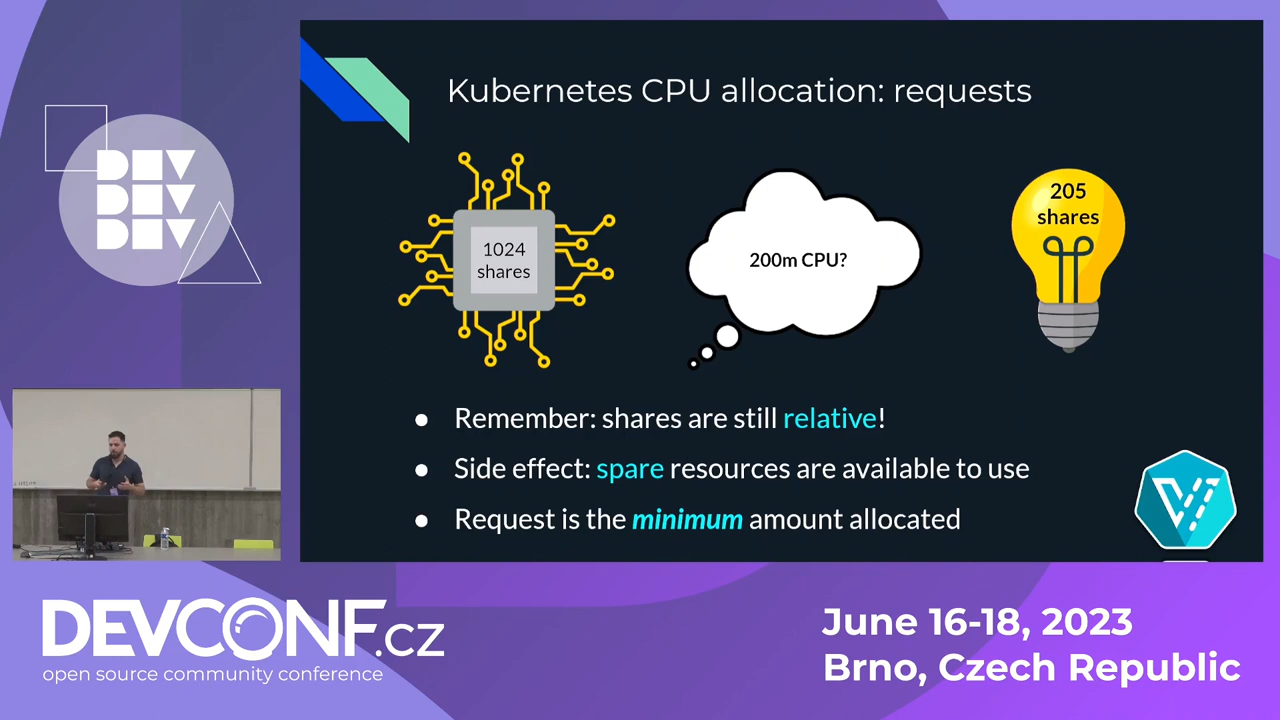 DEV
DEV
DEV
Kubernetes CPU allocation: requests
1024
shares
200m CPU?
205
shares
● Remember: shares are still relative!
● Side effect: spare resources are available to use
● Request is the minimum amount allocated
DEVCONF.cz
open source community conference
June 16-18, 2023
Brno, Czech Republic